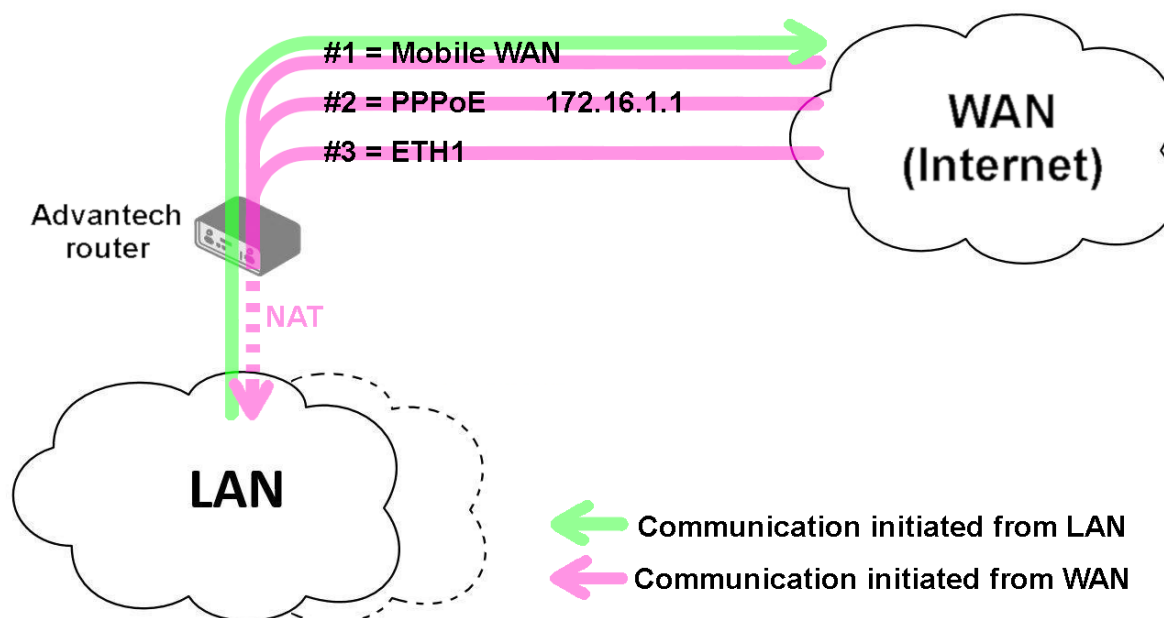 #1 = Mobile WAN
#2 = PPPoE 172.16.1.1
#3 = ETH1
WAN
(Internet)
Advantech
router
NAT
LAN
Communication initiated from LAN
Communication initiated from WAN